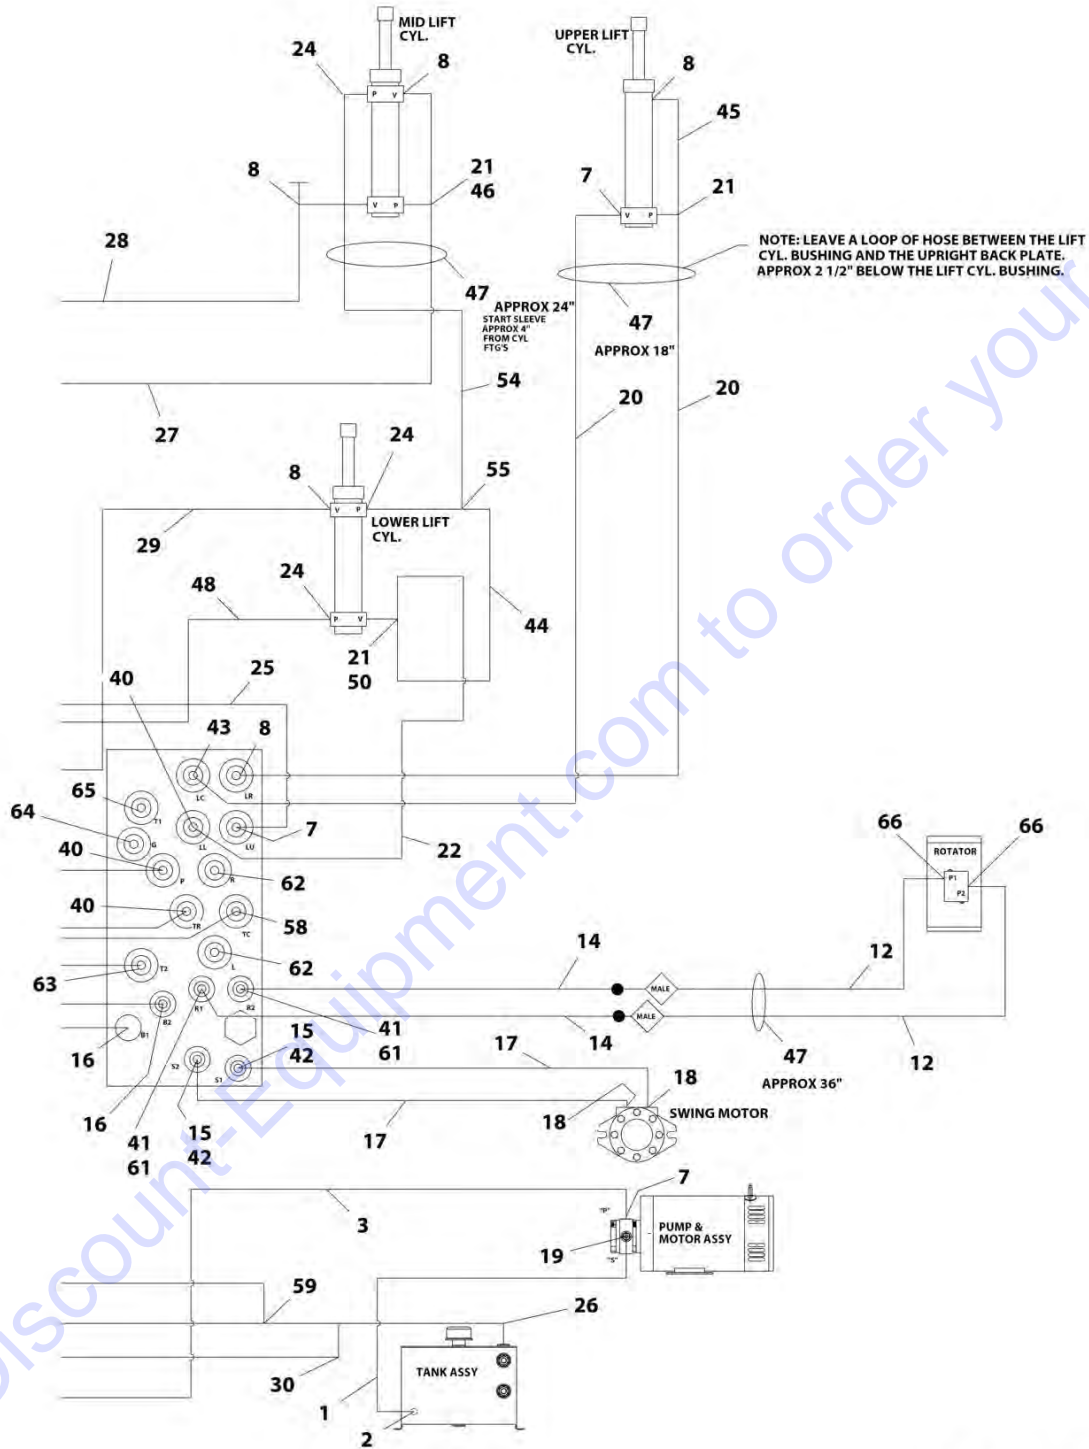 MID LIFT
CYL.
UPPER LIFT
CYL.
24
8
8
45
8
21
46
7
21
28
NOTE: LEAVE A LOOP OF HOSE BETWEEN THE LIFT
CYL. BUSHING AND THE UPRIGHT BACK PLATE.
APPROX 2 1/2" BELOW THE LIFT CYL. BUSHING.
P V
V P
V P
47
APPROX 24"
START SLEEVE
APPROX 4"
FROM CYL
FTG'S
47
APPROX 18"
54
20
20
27
24
8
55
V P
LOWER LIFT
CYL.
29
48
24
P V
44
21
50
25
40
43
8
LC
LR
65
T1
64
G
LL
7
LU
22
40
P
R
62
66
66
ROTATOR
P1
P2
40
TR
TC
58
14
12
63
T2
L
62
MALE
R1
R2
MALE
B2
16
B1
15
42
41
61
17
14
47
12
APPROX 36"
S2
S1
18
18
SWING MOTOR
16
41
61
15
42
17
3
7
"P"
19
"S"
PUMP &
MOTOR ASSY
59
26
TANK ASSY
30
1
2
Discount-Equipment.com to order your